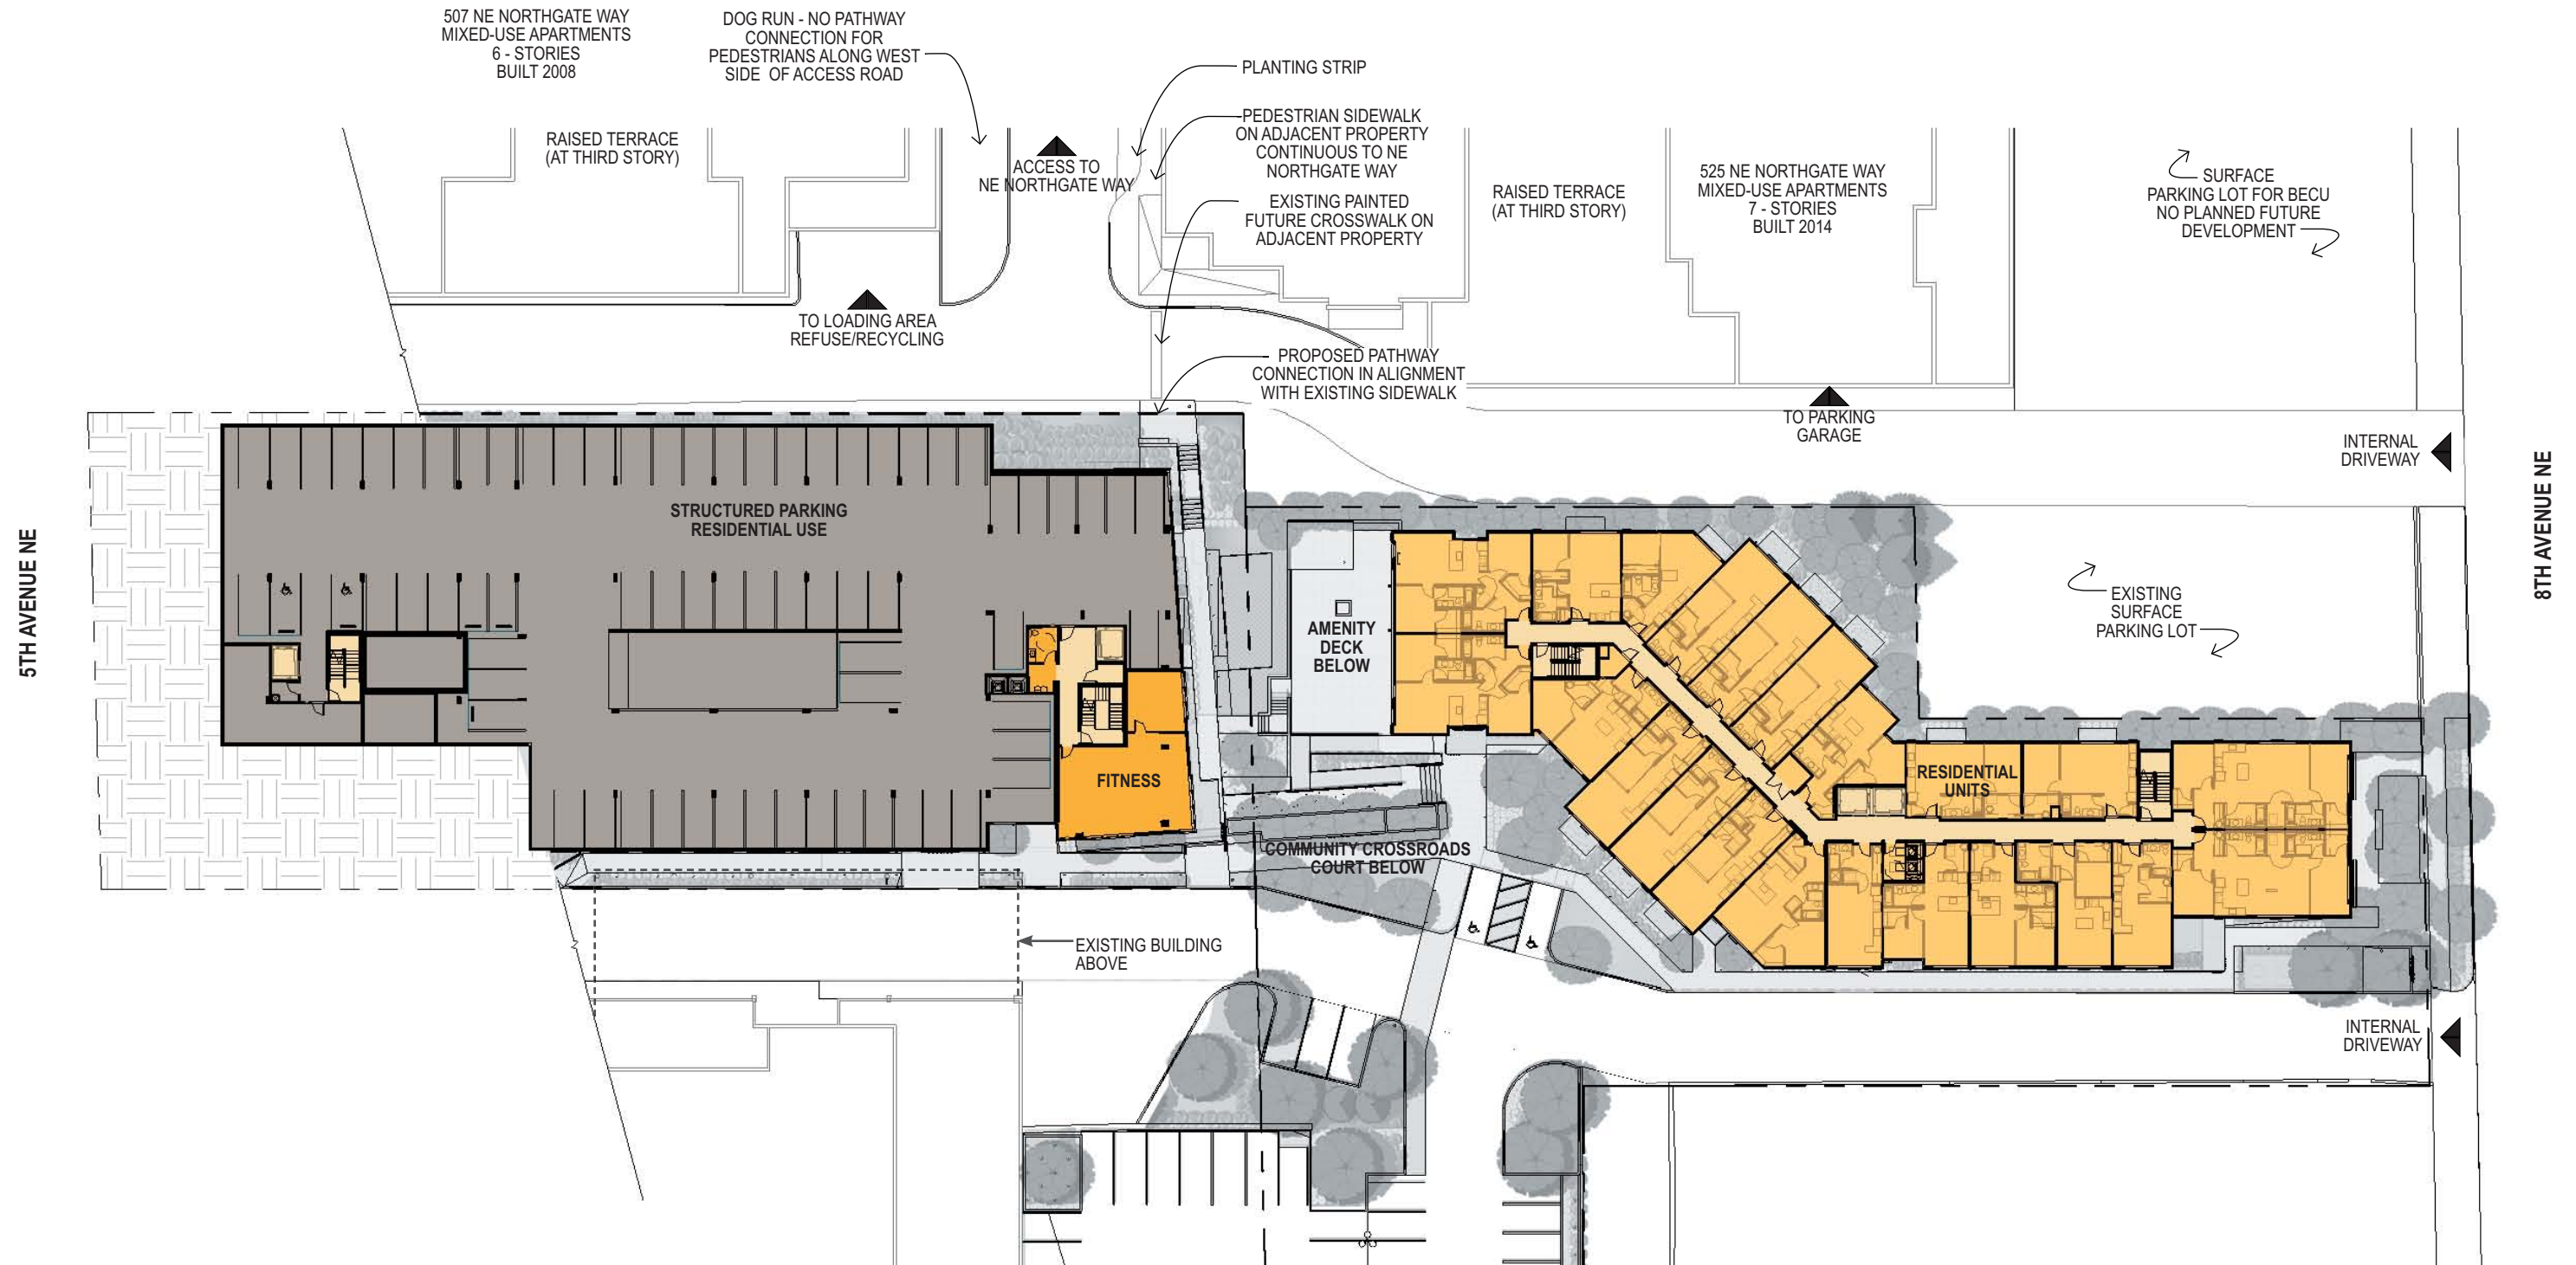 507 NE NORTHGATE WAY
MIXED-USE APARTMENTS
6 - STORIES
BUILT 2008
DOG RUN - NO PATHWAY
CONNECTION FOR
PEDESTRIANS ALONG WEST
SIDE OF ACCESS ROAD
PLANTING STRIP
PEDESTRIAN SIDEWALK
ON ADJACENT PROPERTY
CONTINUOUS TO NE
NORTHGATE WAY
RAISED TERRACE
(AT THIRD STORY)
ACCESS TO
NE NORTHGATE WAY
EXISTING PAINTED
FUTURE CROSSWALK ON
ADJACENT PROPERTY
RAISED TERRACE
(AT THIRD STORY)
525 NE NORTHGATE WAY
MIXED-USE APARTMENTS
7 - STORIES
BUILT 2014
SURFACE
PARKING LOT FOR BECU
NO PLANNED FUTURE
DEVELOPMENT
TO LOADING AREA
REFUSE/RECYCLING
PROPOSED PATHWAY
CONNECTION IN ALIGNMENT
WITH EXISTING SIDEWALK
TO PARKING
GARAGE
INTERNAL
DRIVEWAY
5TH AVENUE NE
8TH AVENUE NE
STRUCTURED PARKING
RESIDENTIAL USE
AMENITY
DECK
BELOW
EXISTING
SURFACE
PARKING LOT
FITNESS
RESIDENTIAL
UNITS
COMMUNITY CROSSROADS
COURT BELOW
EXISTING BUILDING
ABOVE
INTERNAL
DRIVEWAY